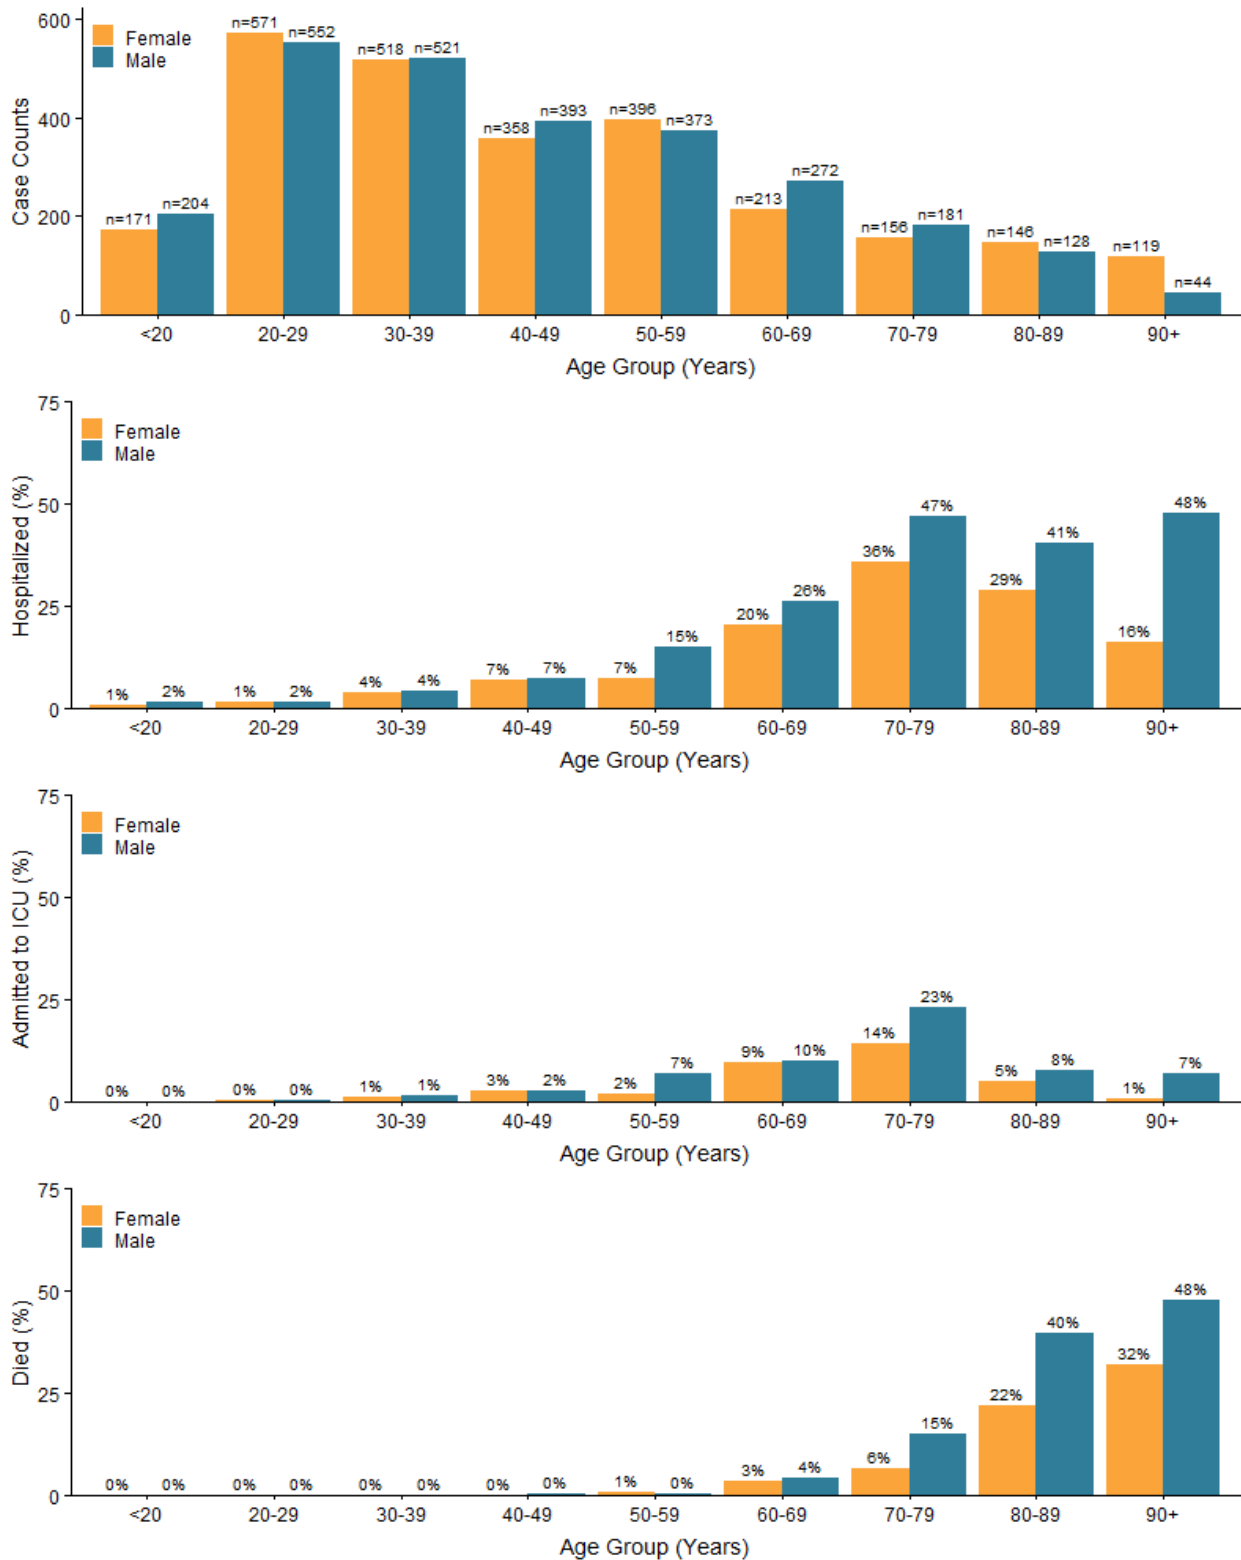 600
n=571
n=552
Female
Male
n=518 n=521
400
n=358
n=393
n=396
n=373
Case Counts
n=272
n=213
200
n=171
n=204
n=156
n=181
n=146
n=128
n=119
n=44
0
<20 20-29 30-39 40-49 50-59 60-69 70-79 80-89 90+
Age Group (Years)
75
Female
Male
50
47%
48%
41%
36%
Hospitalized (%)
29%
25
26%
20%
15%
16%
1% 2% 1% 2% 4% 4% 7% 7% 7%
0
<20 20-29 30-39 40-49 50-59 60-69 70-79 80-89 90+
Age Group (Years)
75
Female
Male
50
Admitted to ICU (%)
25
23%
14%
0% 0% 0% 0% 1% 1% 3% 2% 2% 7% 9% 10% 5% 8% 1% 7%
0
<20 20-29 30-39 40-49 50-59 60-69 70-79 80-89 90+
Age Group (Years)
75
Female
Male
50
48%
40%
Died (%)
32%
25
22%
15%
0% 0% 0% 0% 0% 0% 0% 0% 1% 0% 3% 4% 6%
0
<20 20-29 30-39 40-49 50-59 60-69 70-79 80-89 90+
Age Group (Years)